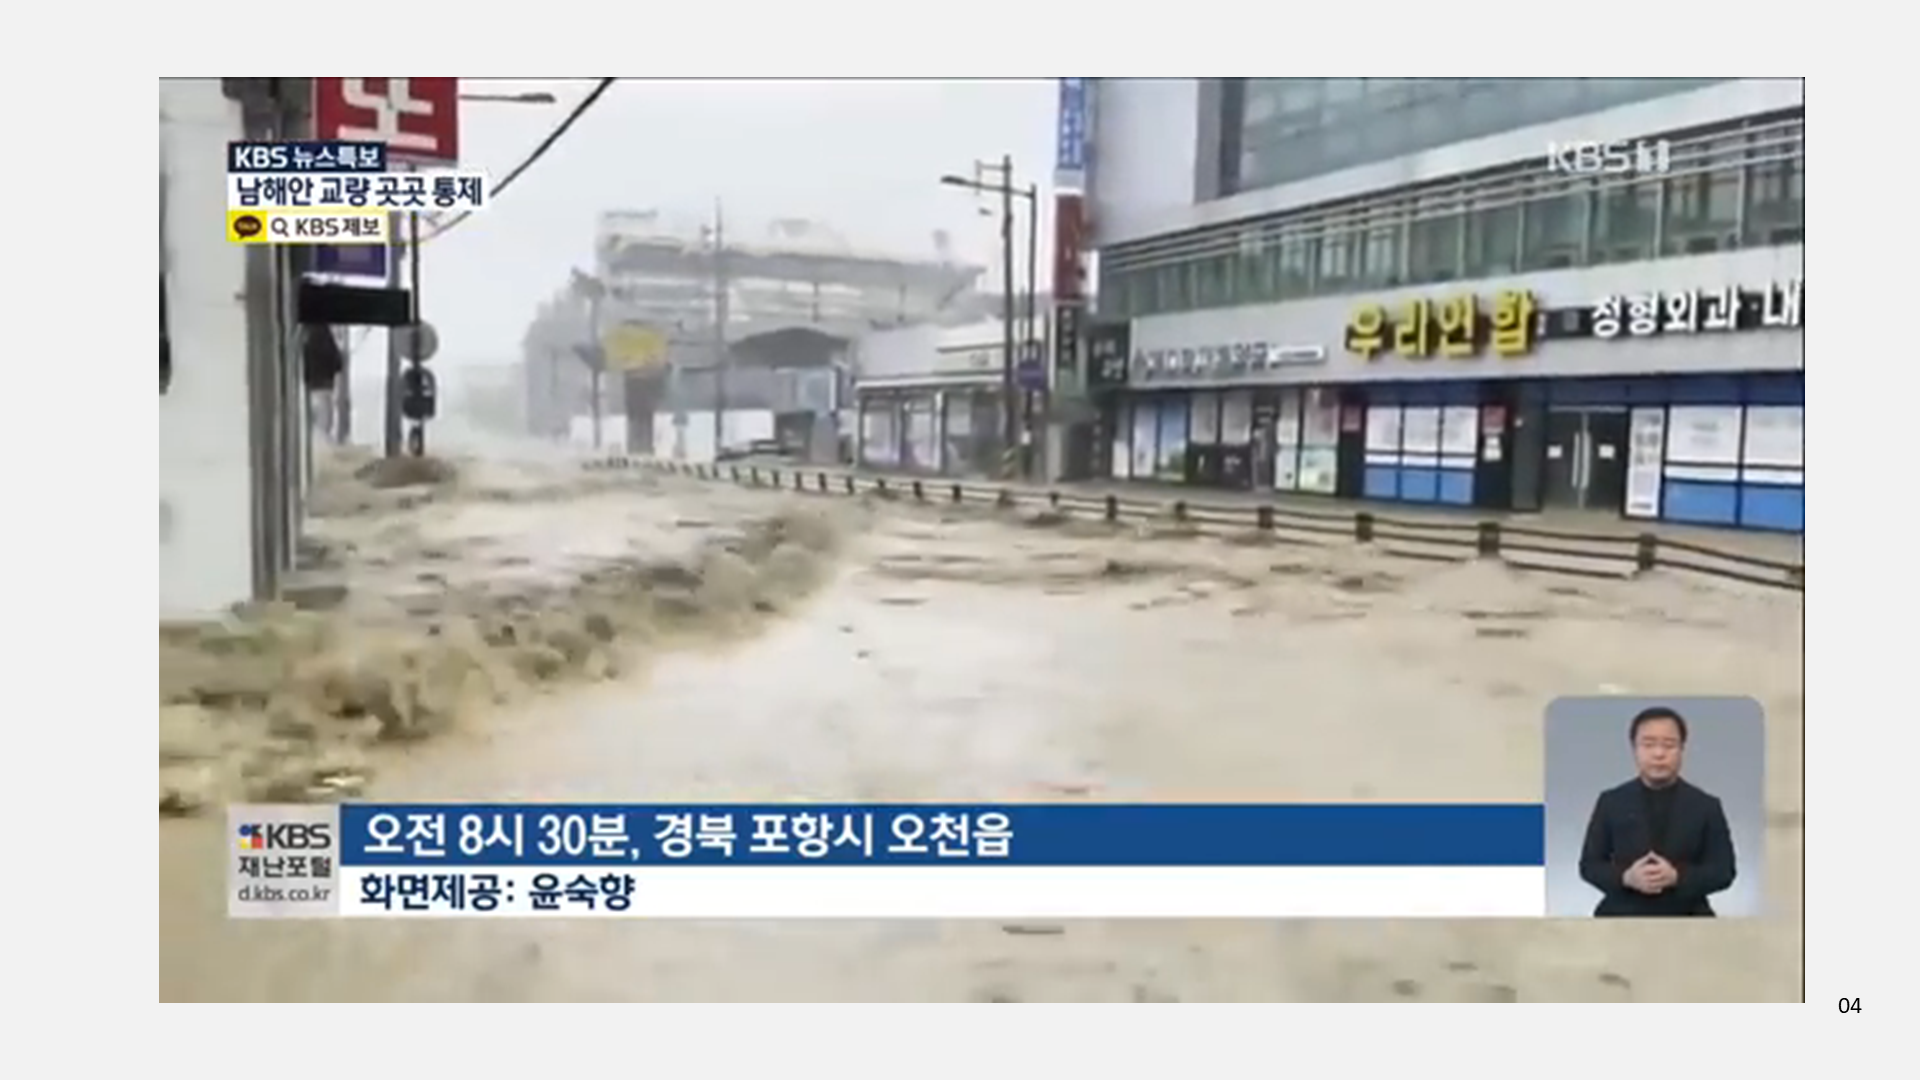 KBS 뉴스특보
남해안 교량 곳곳 통제
KBS 제보
KBS 1
우리연합
정형외과·내
KBS
재난포털
d.kbs.co.kr
오전 8시 30분, 경북 포항시 오천읍
화면제공: 윤숙향
04